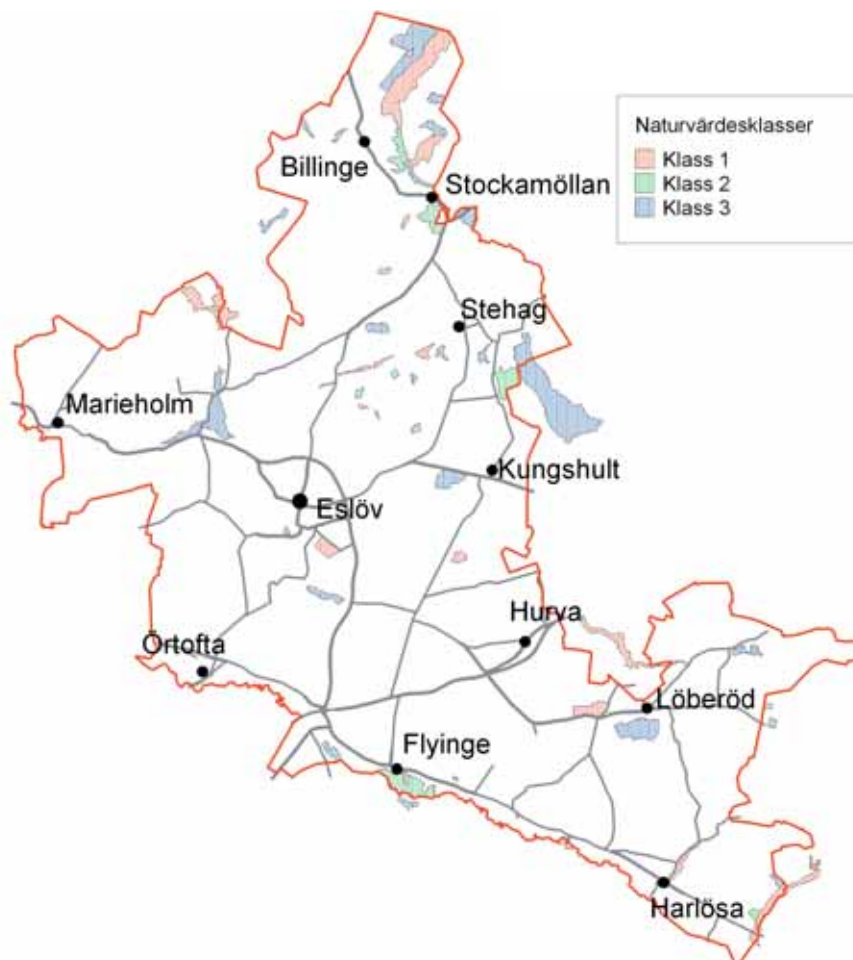 Naturvärdesklasser
Klass 1
Klass 2
Klass 3
Billinge
Stockamöllan
Stehag
Marieholm
Kungshult
Eslöv
Hurva
Örtofta
Löberöd
Flyinge
Harlösa